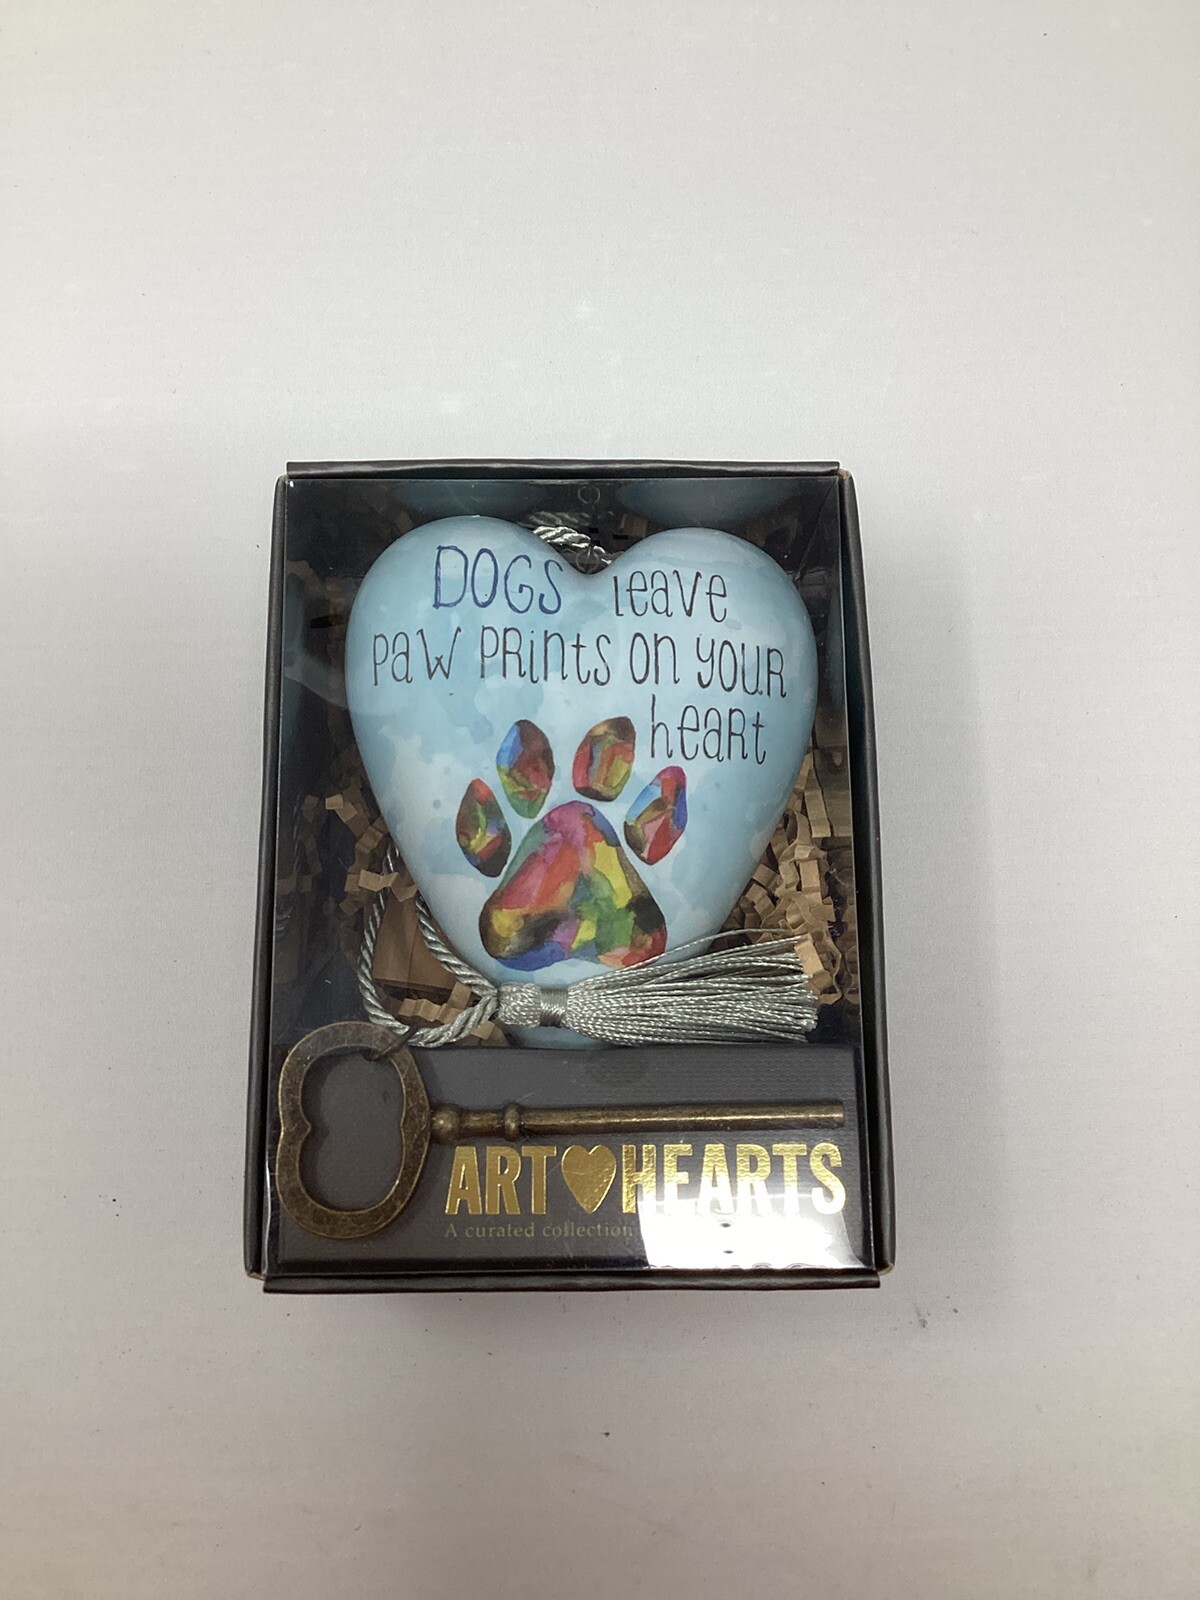 DOGS leave
Paw PRints on youR
heaRt
ART♥HEARTS
A curated collection